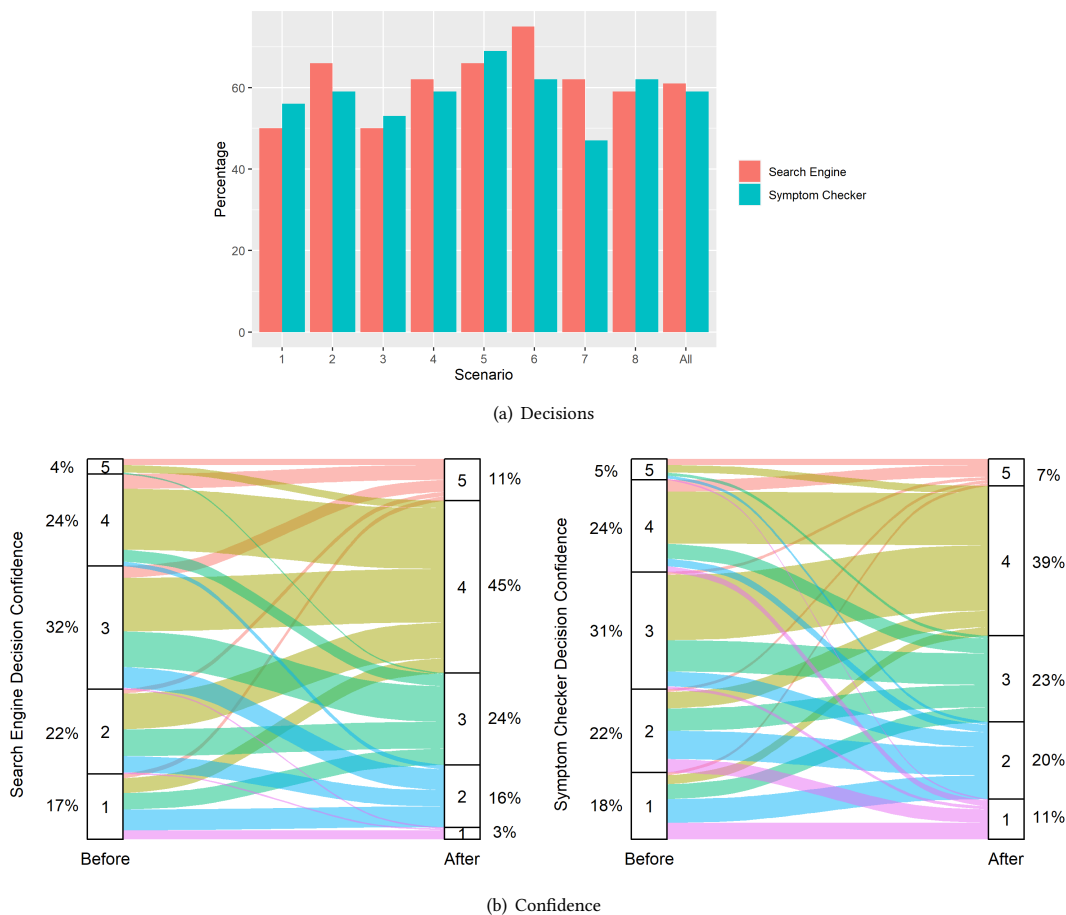 60
40
20
0
Percentage
1 2 3 4 5 6 7 8 All
Scenario
Search Engine
Symptom Checker
(a) Decisions
Search Engine Decision Confidence
4% 5
24% 4
32% 3
22% 2
17% 1
5 11%
4 45%
3 24%
2 16%
1 3%
Before After
Symptom Checker Decision Confidence
5% 5
24% 4
31% 3
22% 2
18% 1
5 7%
4 39%
3 23%
2 20%
1 11%
Before After
(b) Confidence